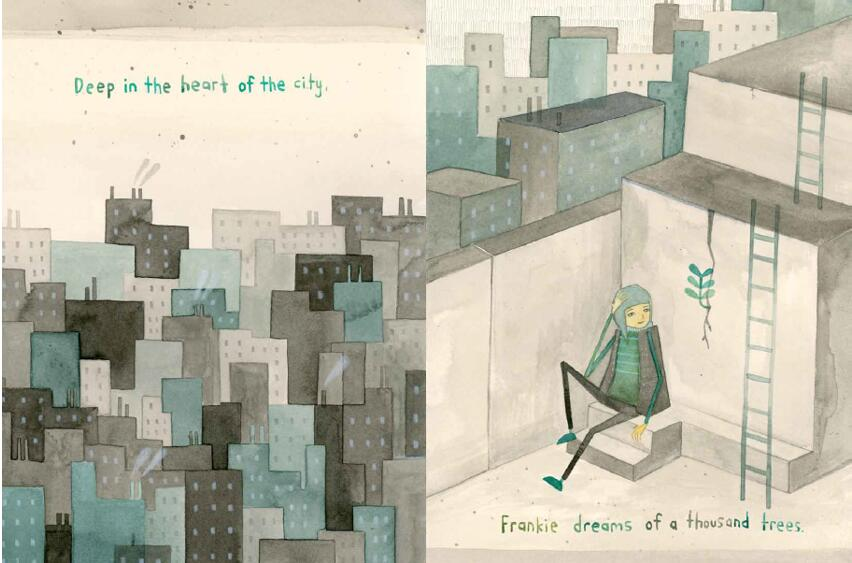 Deep in the heart of the city,
Frankie dreams of a thousand trees.